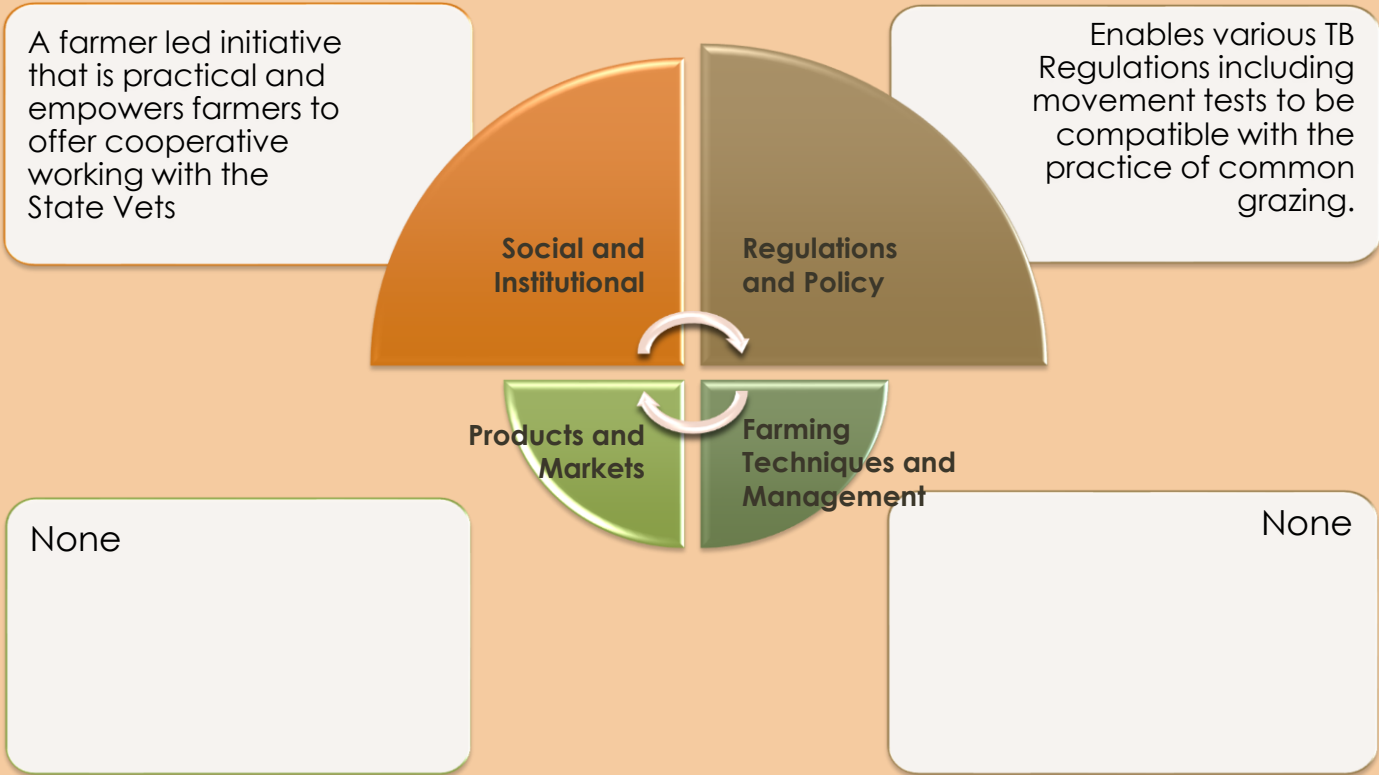 A farmer led initiative
that is practical and
empowers farmers to
offer cooperative
working with the
State Vets
Enables various TB
Regulations including
movement tests to be
compatible with the
practice of common
grazing.
Social and
Institutional
Regulations
and Policy
Products and
Markets
Farming
Techniques and
Management
None
None